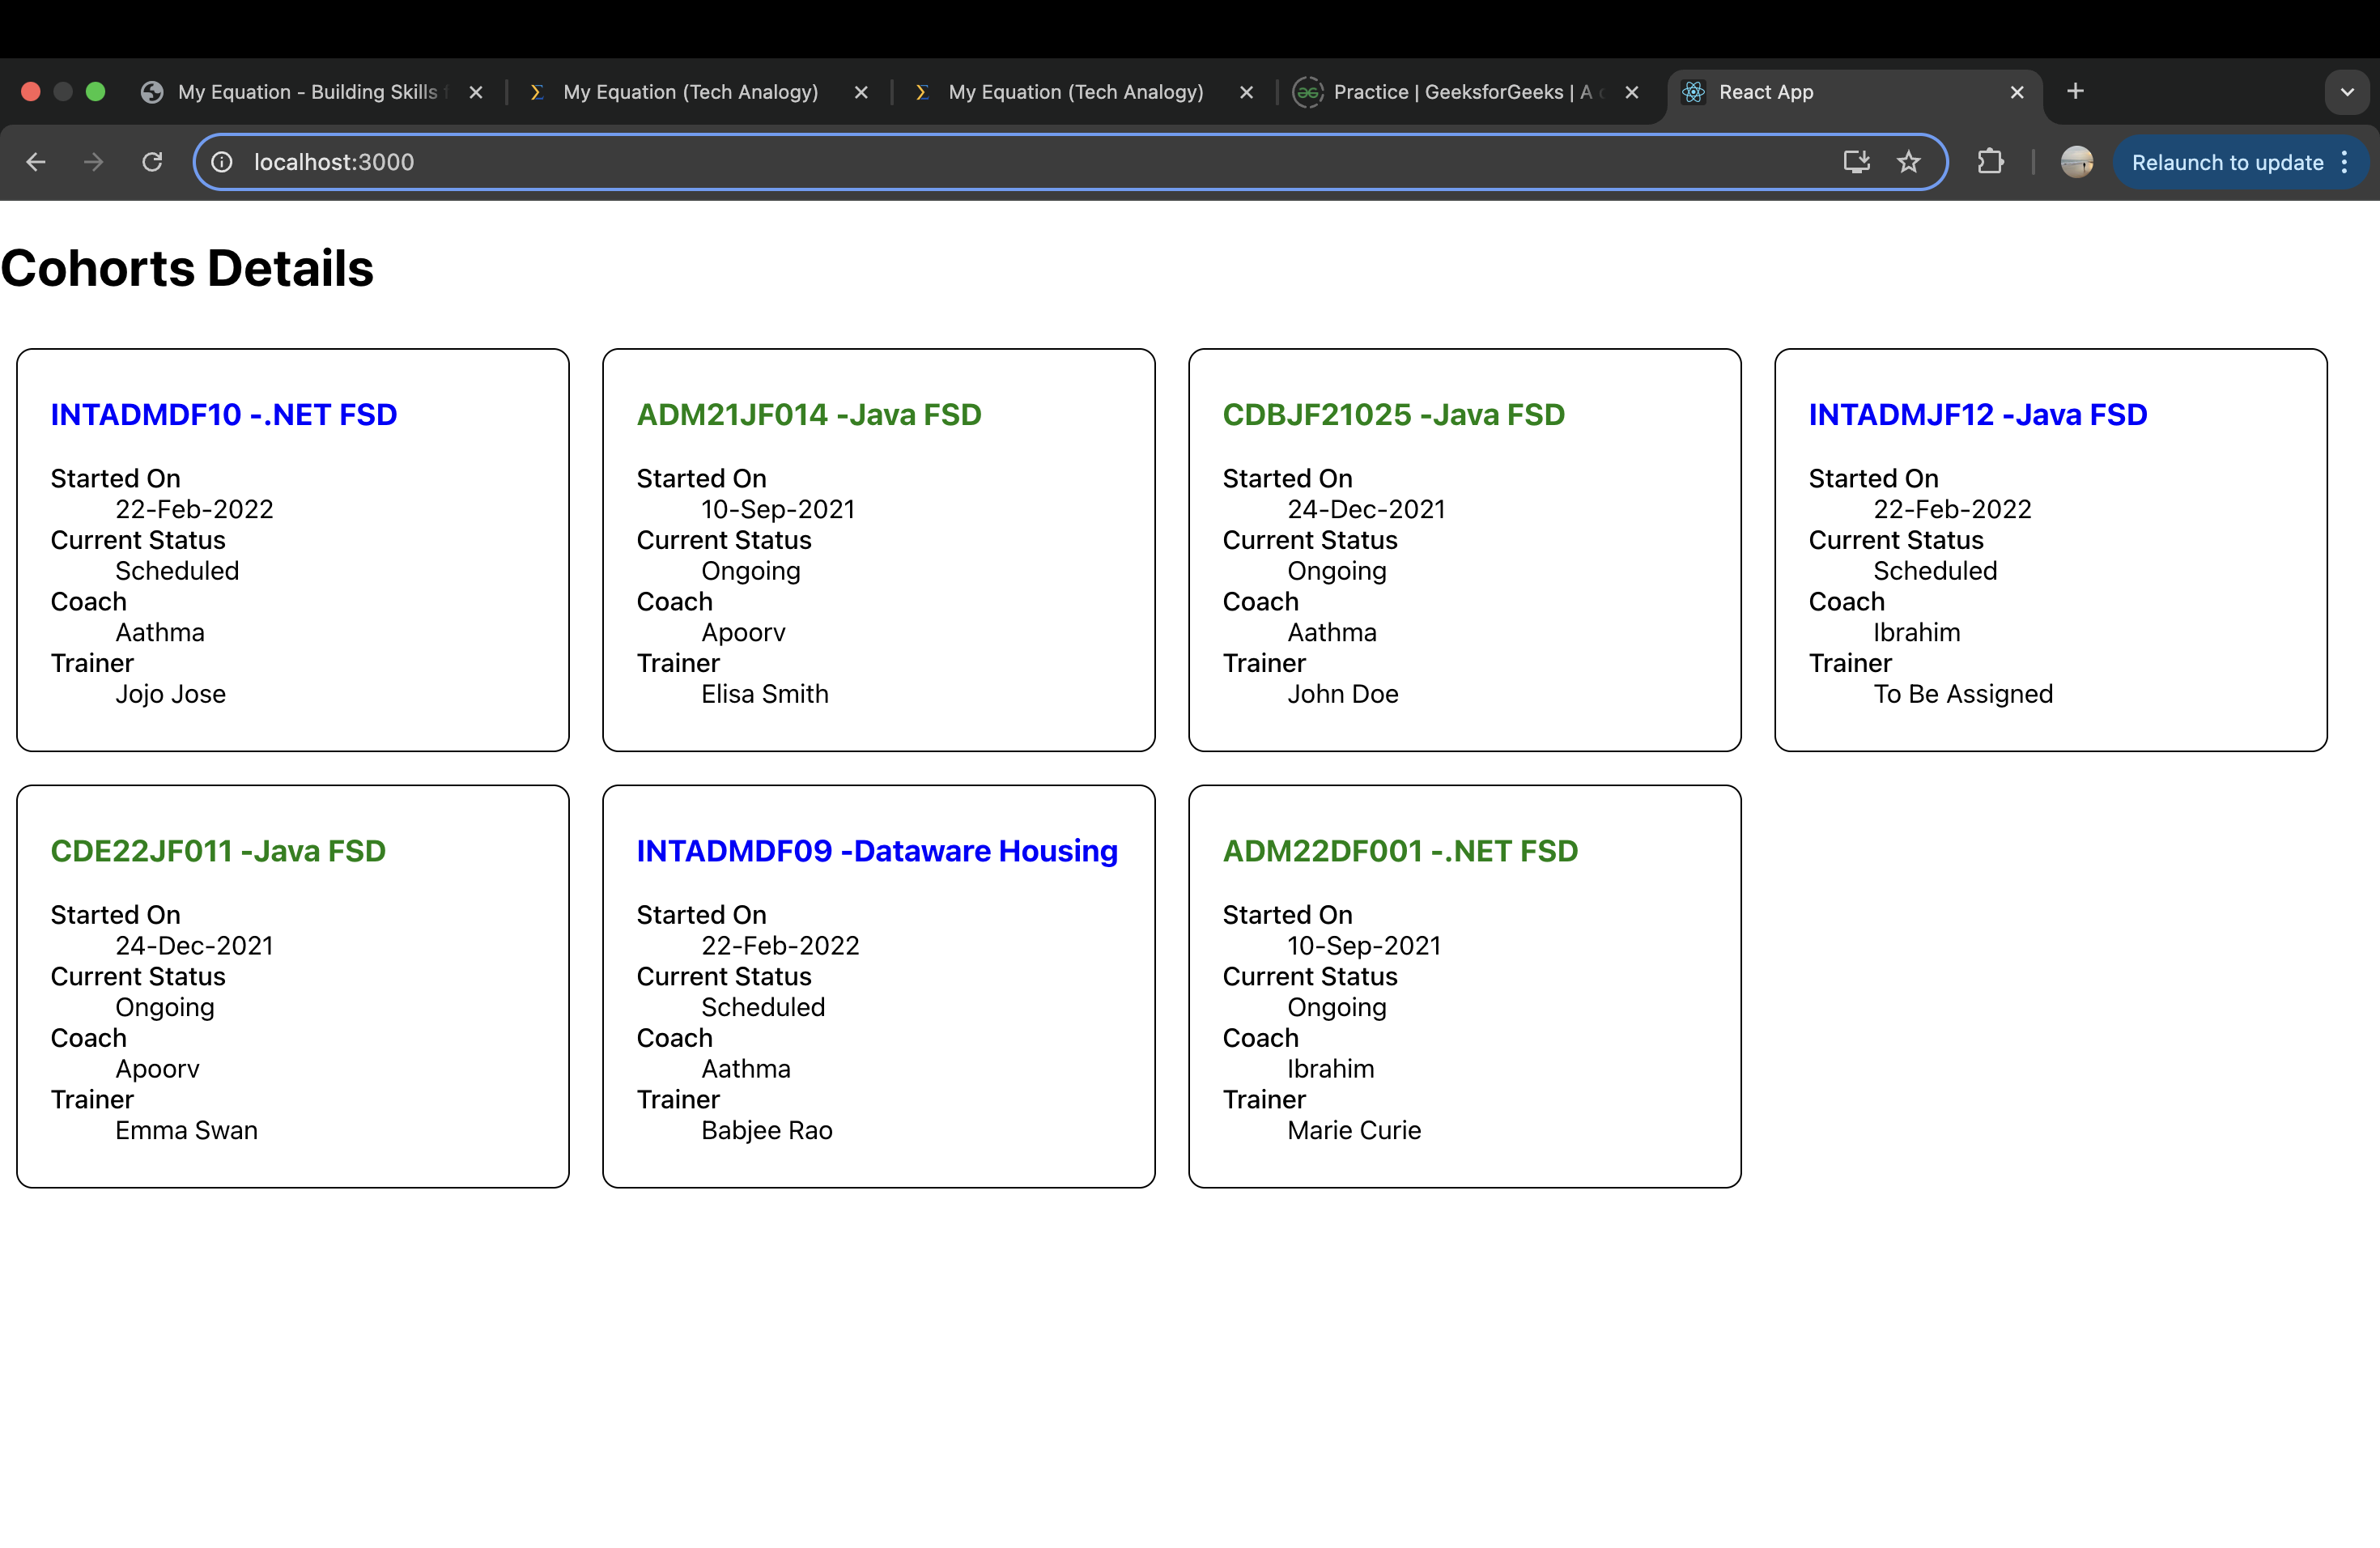 My Equation - Building Skills
My Equation (Tech Analogy)
My Equation (Tech Analogy)
Practice | GeeksforGeeks | A
React App
localhost:3000
Relaunch to update
Cohorts Details
INTADMDF10 -.NET FSD
Started On
22-Feb-2022
Current Status
Scheduled
Coach
Aathma
Trainer
Jojo Jose
ADM21JF014 -Java FSD
Started On
10-Sep-2021
Current Status
Ongoing
Coach
Apoorv
Trainer
Elisa Smith
CDBJF21025 -Java FSD
Started On
24-Dec-2021
Current Status
Ongoing
Coach
Aathma
Trainer
John Doe
INTADMJF12 -Java FSD
Started On
22-Feb-2022
Current Status
Scheduled
Coach
Ibrahim
Trainer
To Be Assigned
CDE22JF011 -Java FSD
Started On
24-Dec-2021
Current Status
Ongoing
Coach
Apoorv
Trainer
Emma Swan
INTADMDF09 -Dataware Housing
Started On
22-Feb-2022
Current Status
Scheduled
Coach
Aathma
Trainer
Babjee Rao
ADM22DF001 -.NET FSD
Started On
10-Sep-2021
Current Status
Ongoing
Coach
Ibrahim
Trainer
Marie Curie